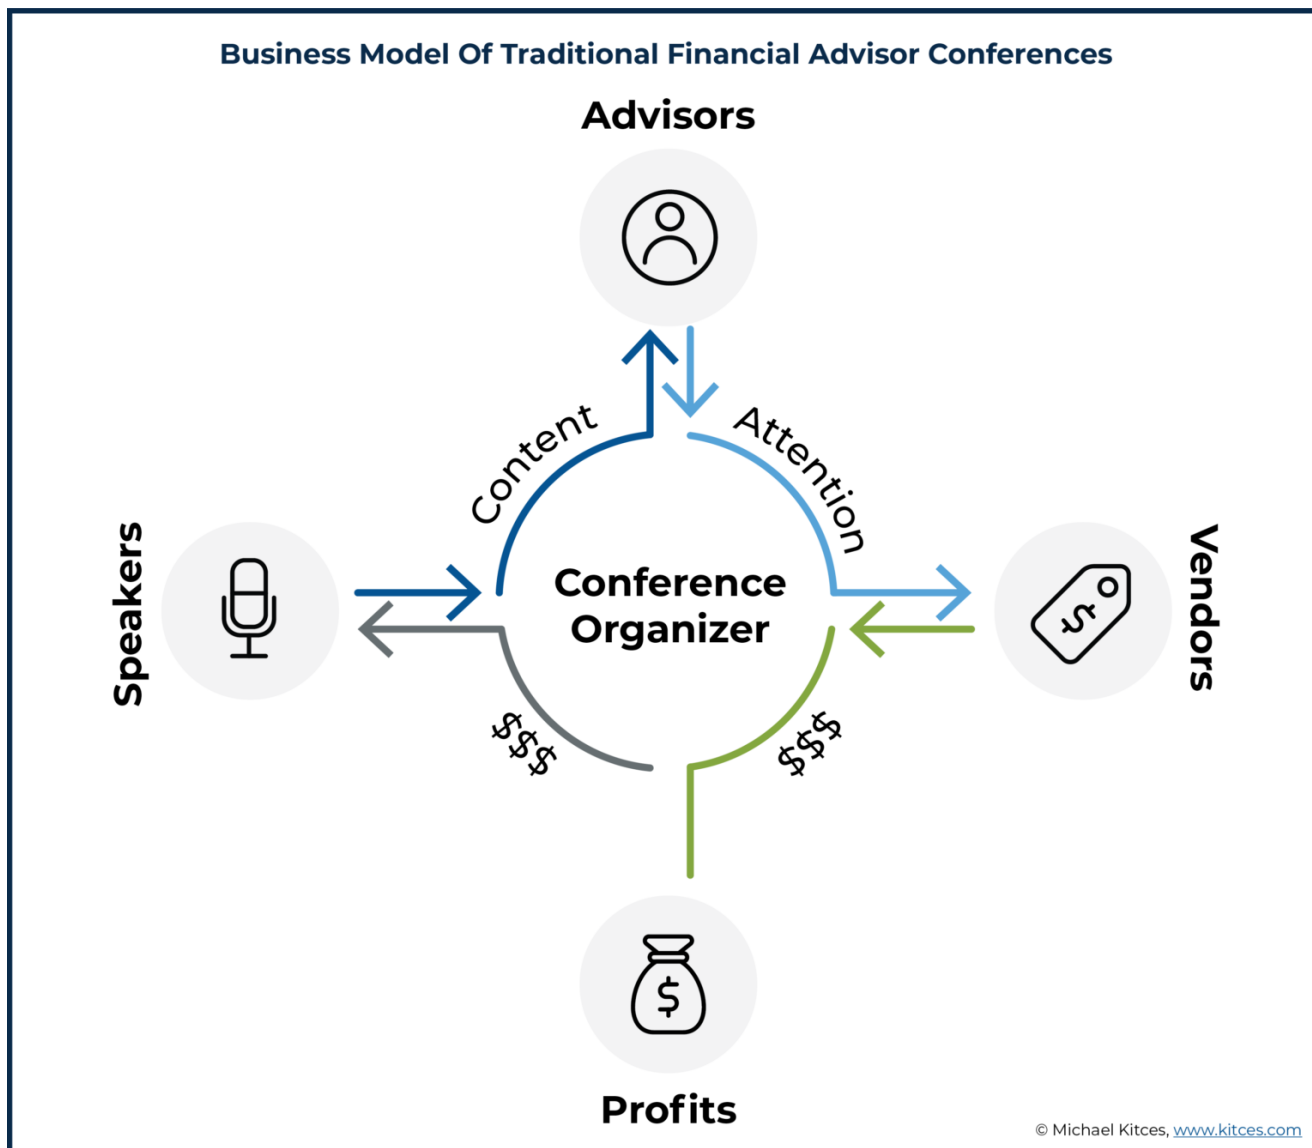 Business Model Of Traditional Financial Advisor Conferences
Advisors
Content
Attention
Speakers
Conference
Organizer
Vendors
$
$$$
$$$
$
Profits
© Michael Kitces, www.kitces.com